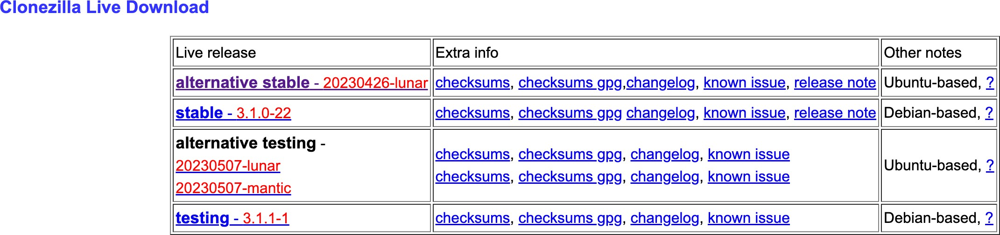 Clonezilla Live Download
Live release Extra info Other notes
alternative stable - 20230426-lunar checksums, checksums gpg,changelog, known issue, release note Ubuntu-based, ?
stable - 3.1.0-22 checksums, checksums gpg changelog, known issue, release note Debian-based, ?
alternative testing -
20230507-lunar
20230507-mantic
checksums, checksums gpg, changelog, known issue
checksums, checksums gpg, changelog, known issue
Ubuntu-based, ?
testing - 3.1.1-1 checksums, checksums gpg, changelog, known issue Debian-based, ?